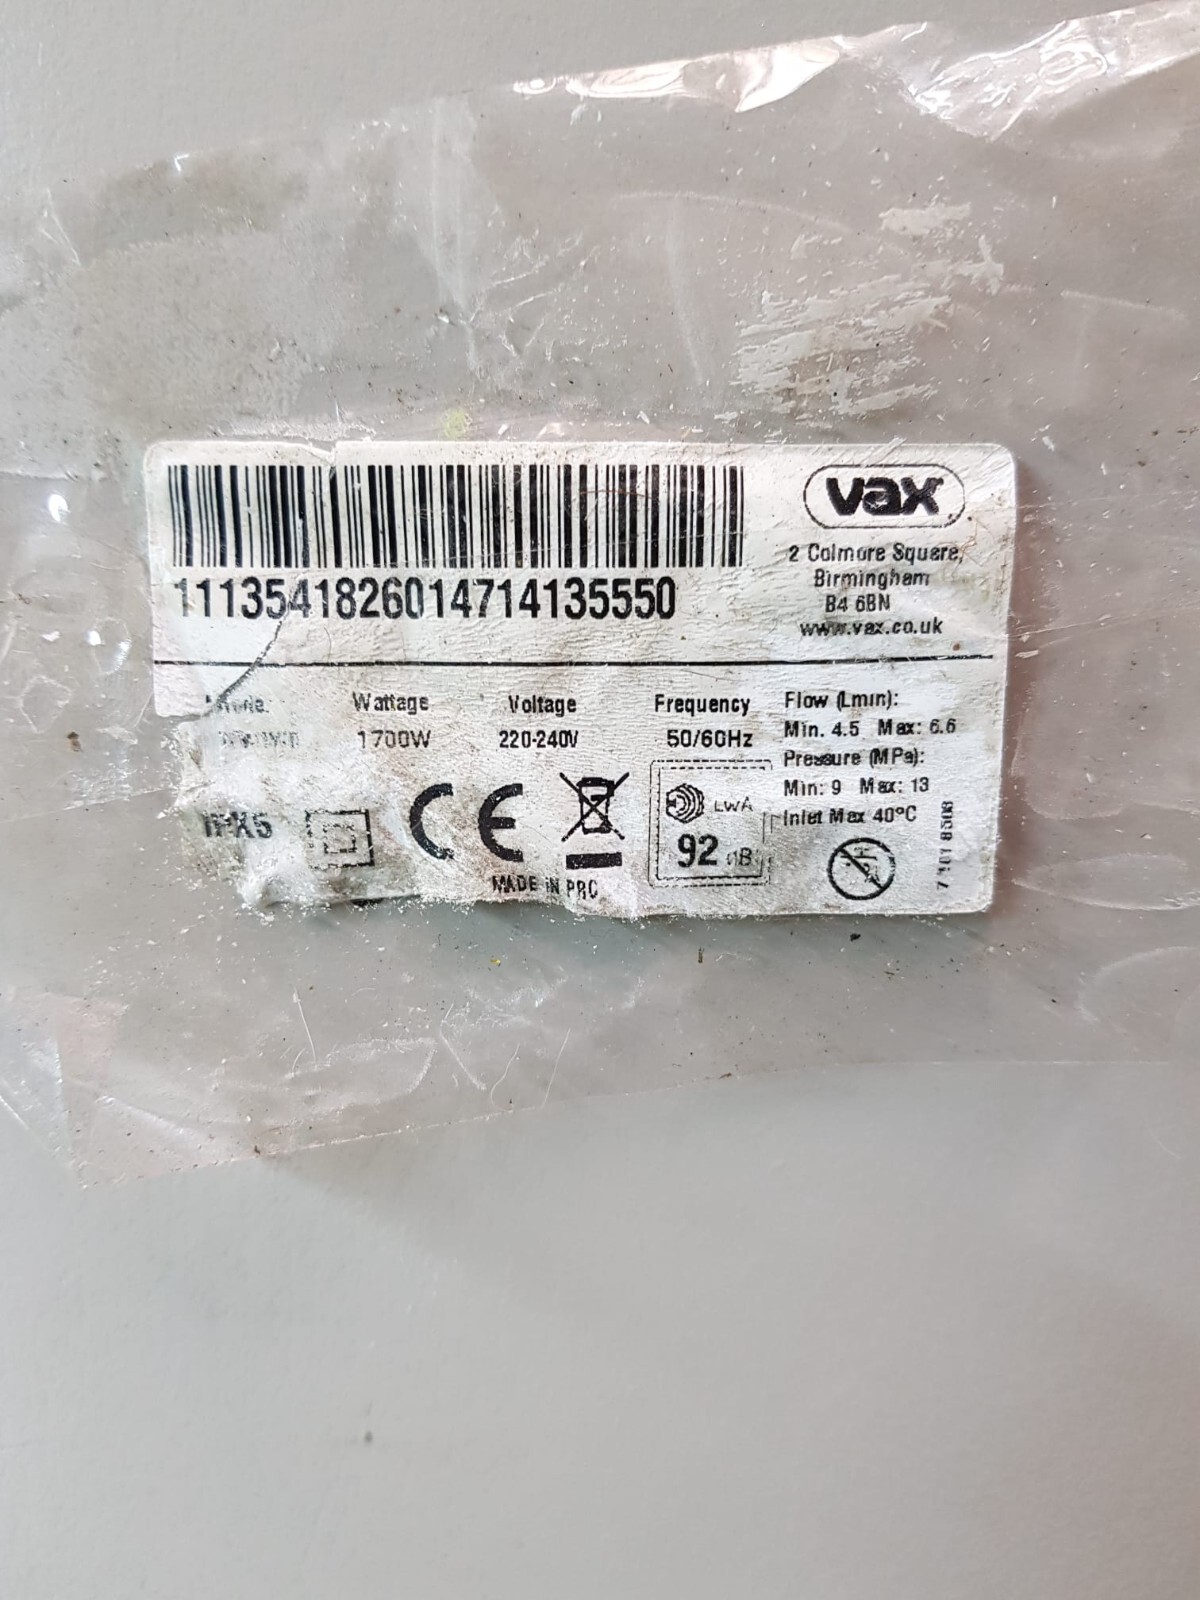 vax
2 Colmore Square,
Birmingham
B4 6BN
www.vax.co.uk
1113541826014714135550
Wattage Voltage Frequency
1700W 220-240V 50/60Hz
Flow (Lmin):
Min. 4.5 Max: 6.6
Pressure (MPa):
Min: 9 Max: 13
Inlet Max 40°C
IPX5
CE
LWA
92 dB
MADE IN PRC